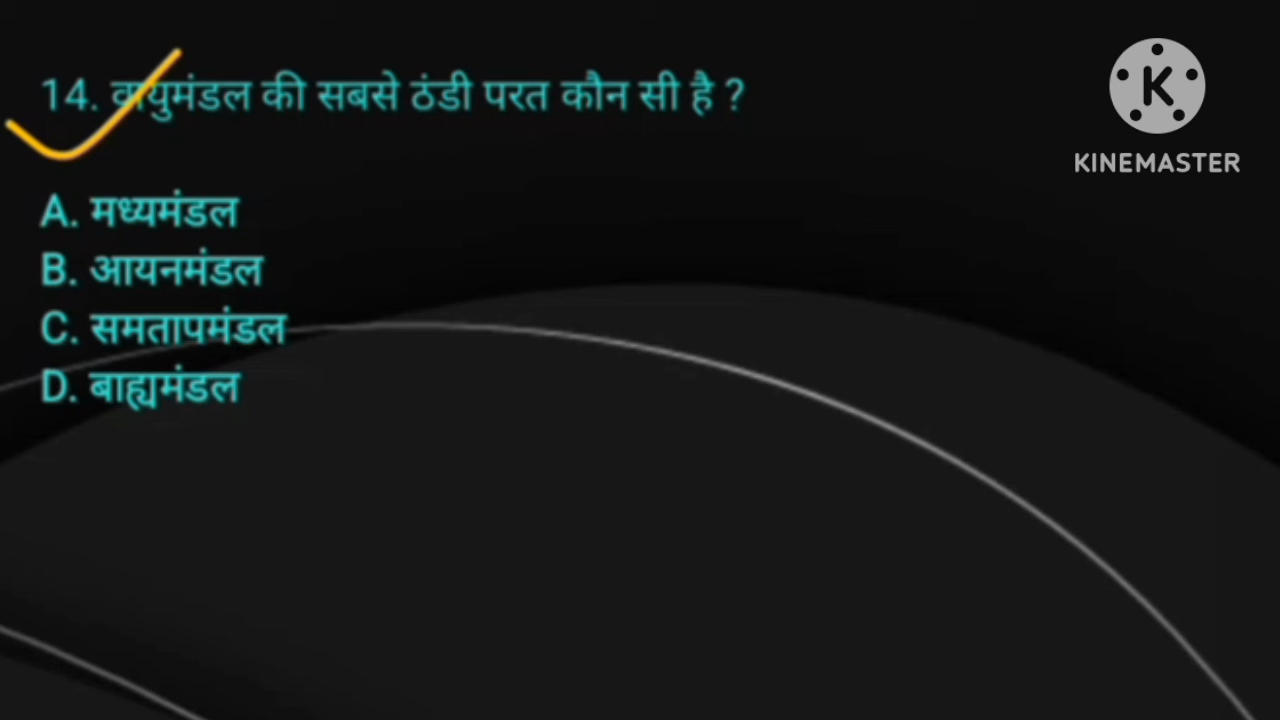 14. वायुमंडल की सबसे ठंडी परत कौन सी है ?
A. मध्यमंडल
B. आयनमंडल
C. समतापमंडल
D. बाह्यमंडल
KINEMASTER